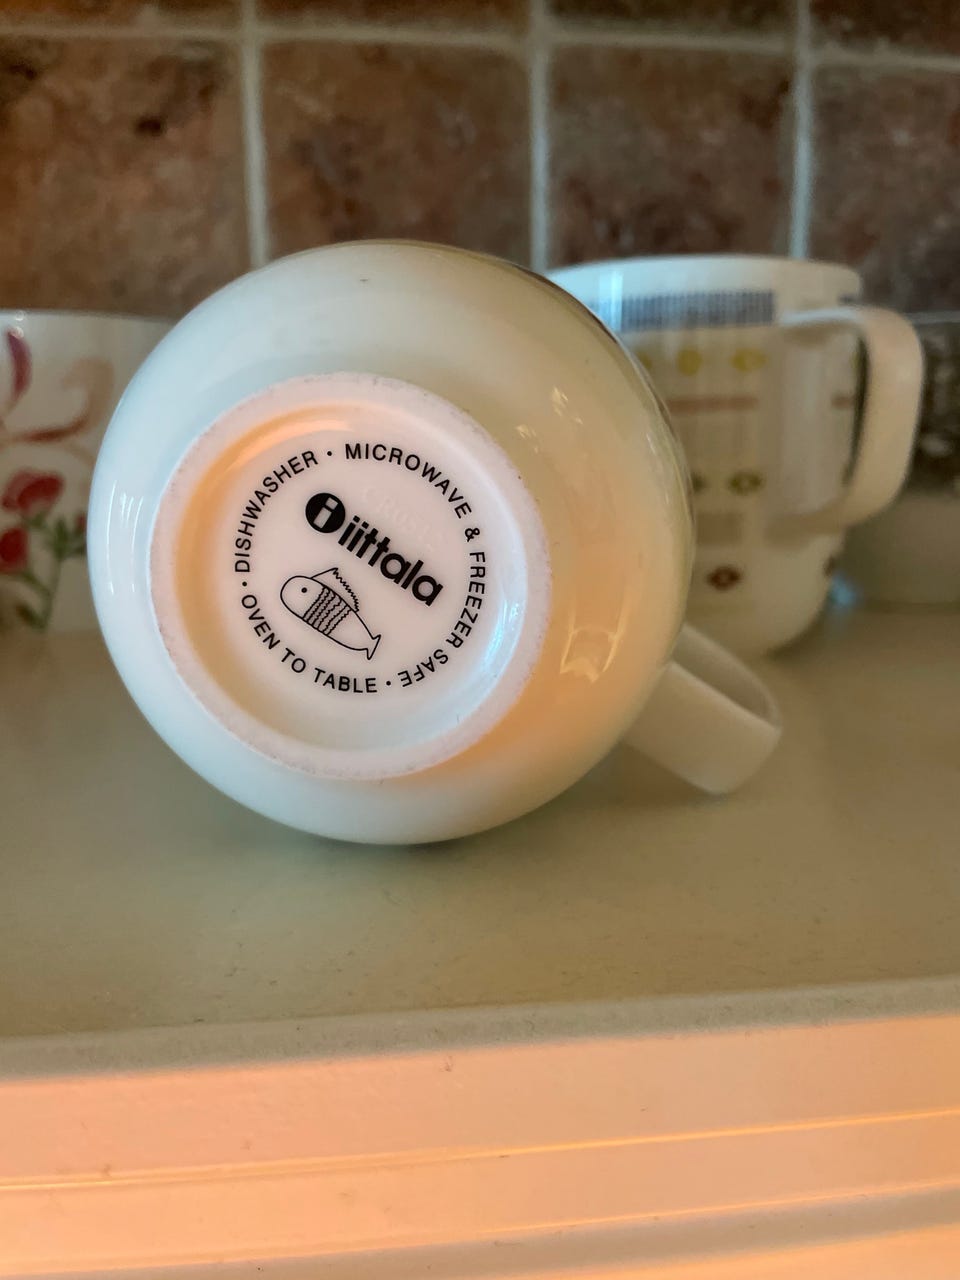 DISHWASHER · MICROWAVE & FREEZER SAFE · OVEN TO TABLE ·
i iittala